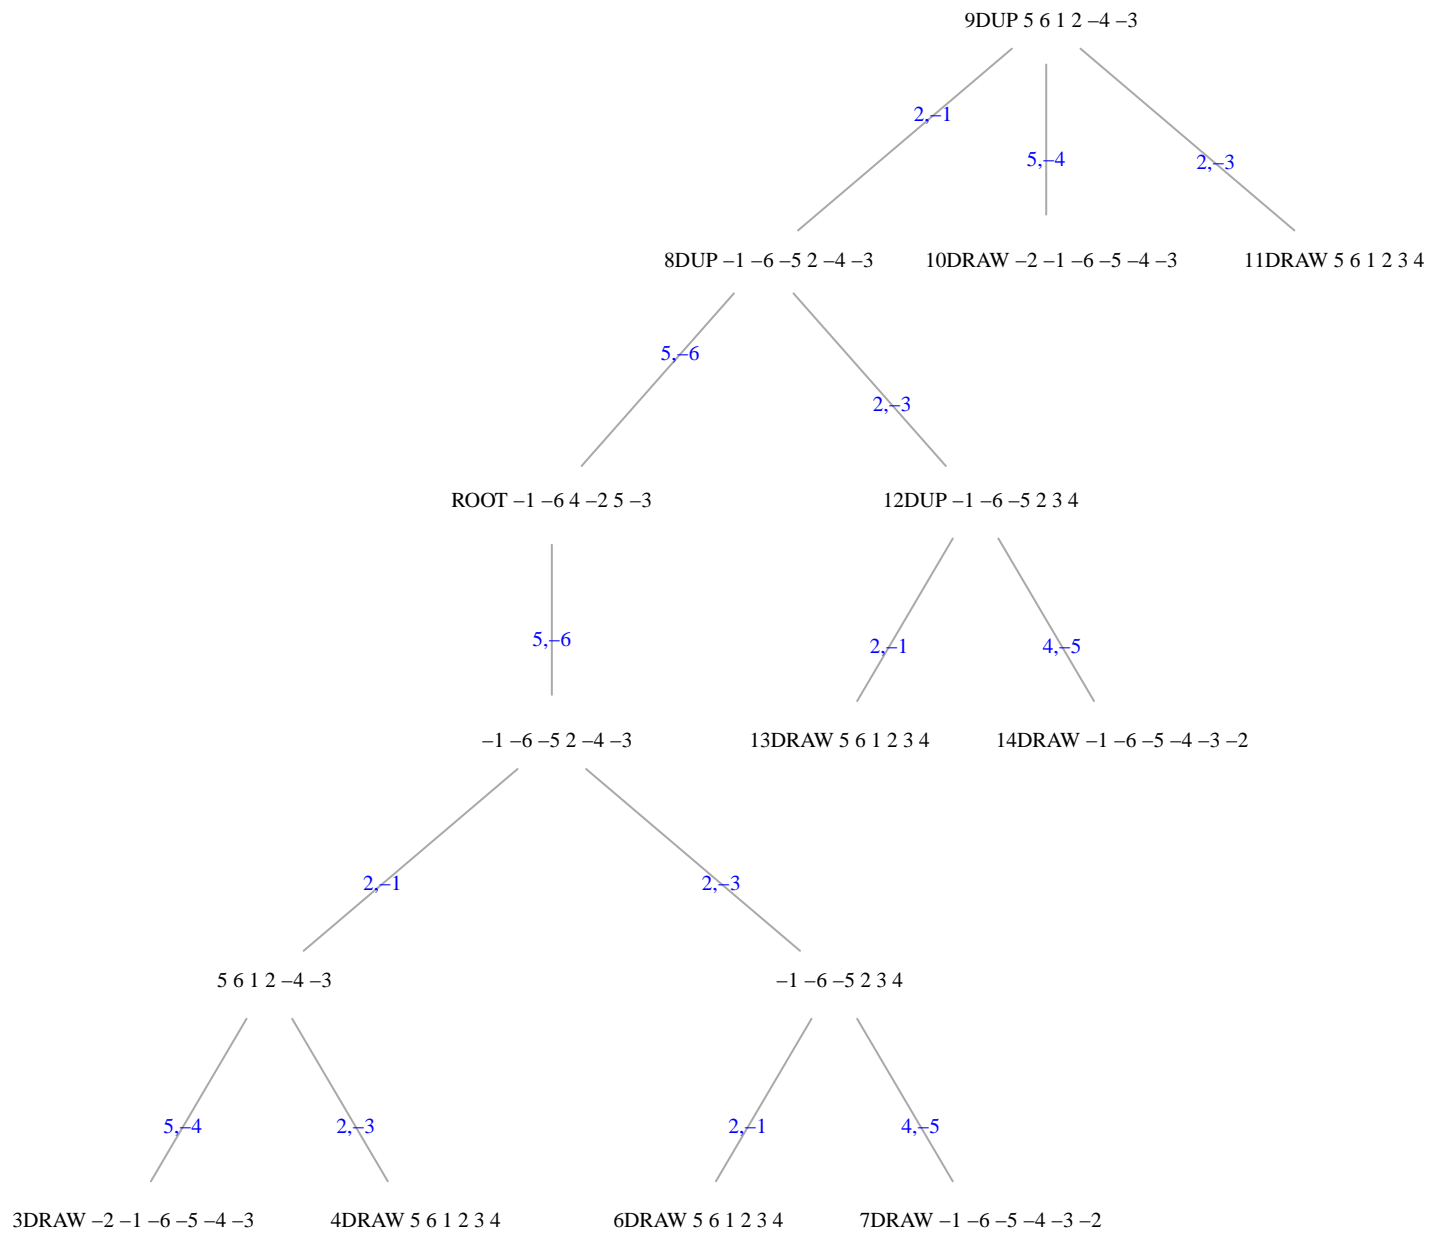 9DUP 5 6 1 2 –4 –3
2,–1
5,–4
2,–3
8DUP –1 –6 –5 2 –4 –3
10DRAW –2 –1 –6 –5 –4 –3
11DRAW 5 6 1 2 3 4
5,–6
2,–3
ROOT –1 –6 4 –2 5 –3
12DUP –1 –6 –5 2 3 4
5,–6
2,–1
4,–5
–1 –6 –5 2 –4 –3
13DRAW 5 6 1 2 3 4
14DRAW –1 –6 –5 –4 –3 –2
2,–1
2,–3
5 6 1 2 –4 –3
–1 –6 –5 2 3 4
5,–4
2,–3
2,–1
4,–5
3DRAW –2 –1 –6 –5 –4 –3
4DRAW 5 6 1 2 3 4
6DRAW 5 6 1 2 3 4
7DRAW –1 –6 –5 –4 –3 –2